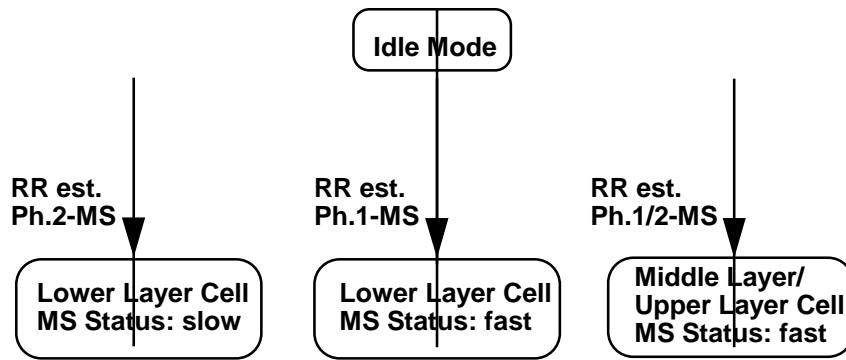 Idle Mode
RR est.
Ph.2-MS
RR est.
Ph.1-MS
RR est.
Ph.1/2-MS
Lower Layer Cell
MS Status: slow
Lower Layer Cell
MS Status: fast
Middle Layer/
Upper Layer Cell
MS Status: fast